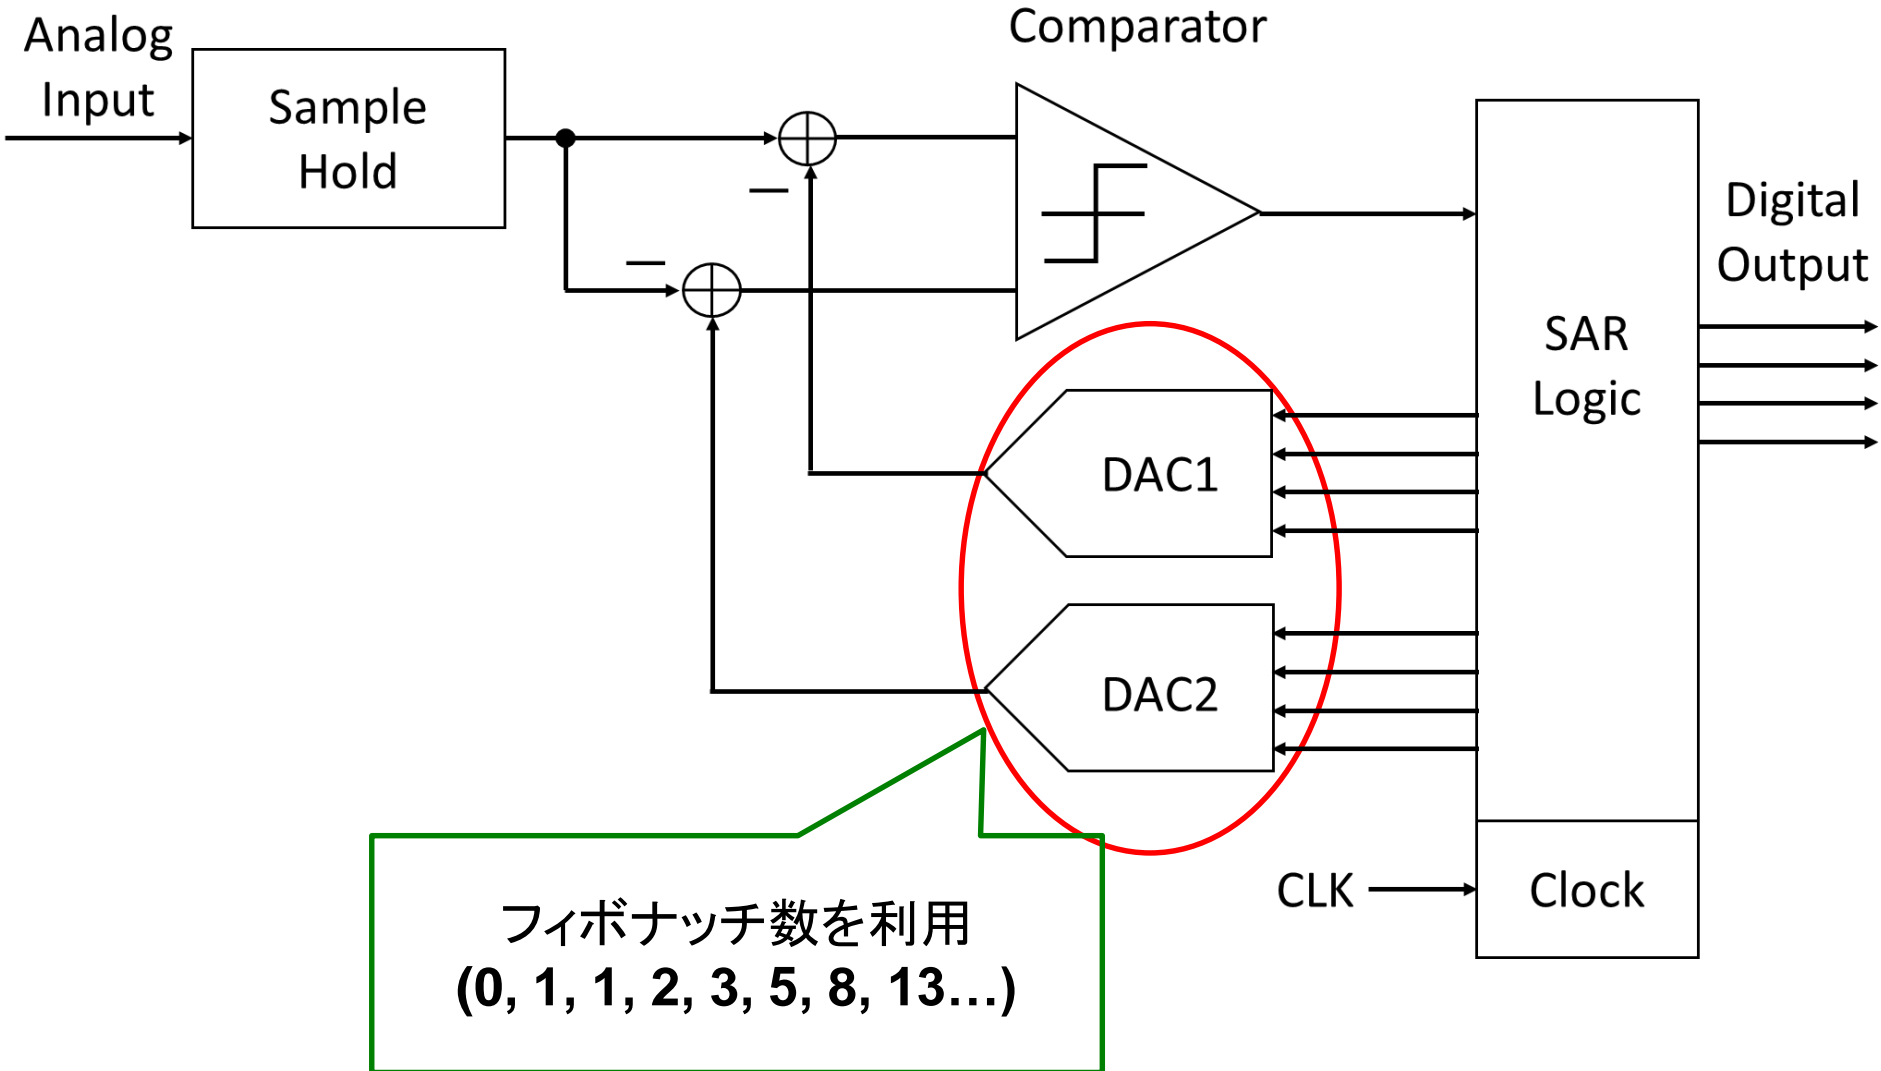 Analog
Input
Sample
Hold
Comparator
SAR
Logic
Digital
Output
DAC1
DAC2
CLK
Clock
フィボナッチ数を利用
(0, 1, 1, 2, 3, 5, 8, 13…)